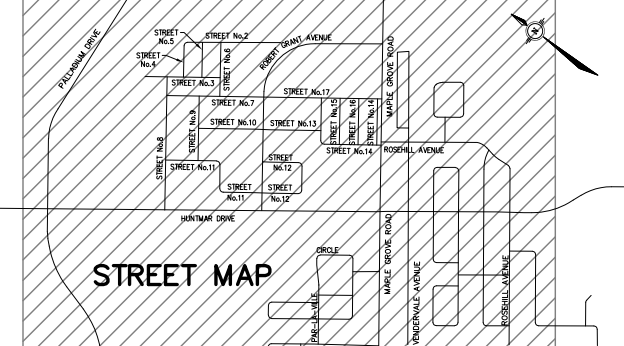 STREET No.2
STREET
No.5
STREET
No.4
STREET No.6
STREET No.3
PALLADIUM DRIVE
ROBERT GRANT AVENUE
MAPLE GROVE ROAD
N
STREET No.17
STREET No.7
STREET No.15
STREET No.16
STREET No.14
STREET No.9
STREET No.10
STREET No.13
STREET No.14
ROSEHILL AVENUE
STREET No.8
STREET No.11
STREET
No.12
STREET
No.11
STREET
No.12
HUNTMAR DRIVE
MAPLE GROVE ROAD
CIRCLE
PAR-LA-VILLE
VENDERVALE AVENUE
ROSEHILL AVENUE
STREET MAP